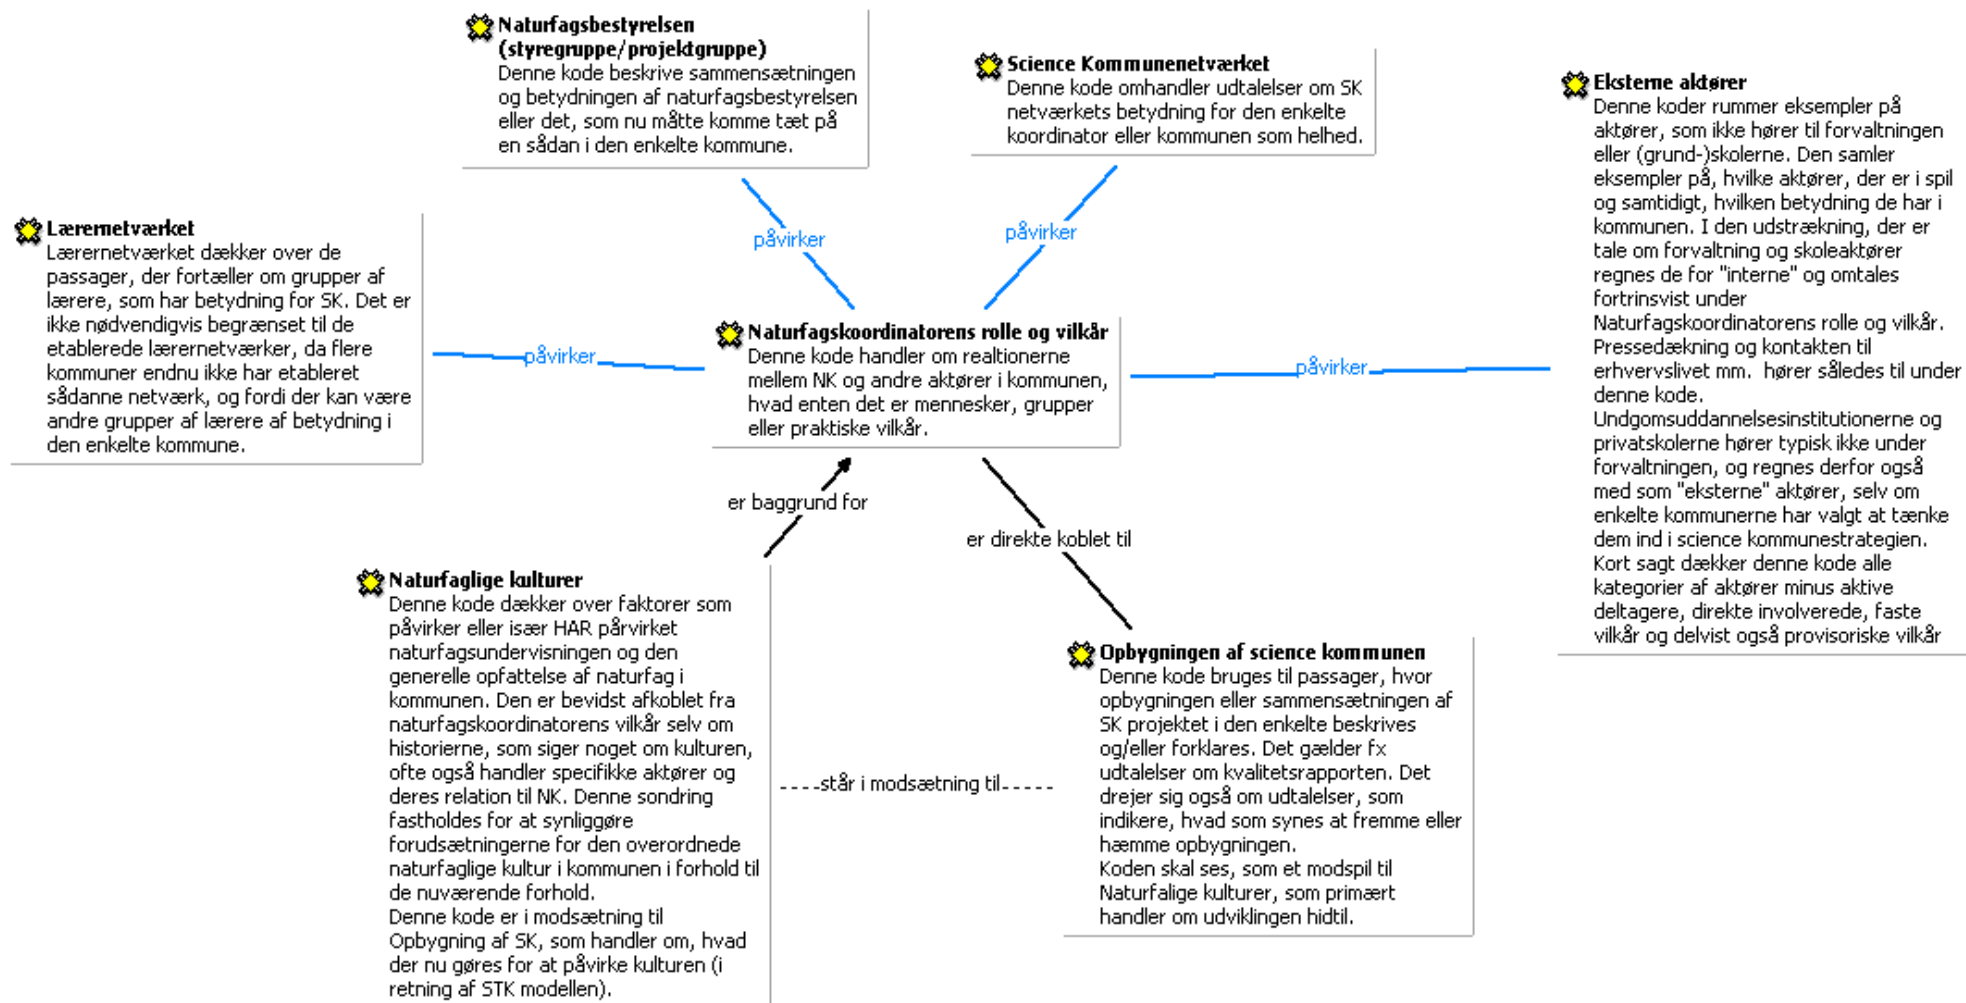 Naturfagsbestyrelsen
(styregruppe/projektgruppe)
Denne kode beskrive sammensætningen
og betydningen af naturfagsbestyrelsen
eller det, som nu måtte komme tæt på
en sådan i den enkelte kommune.
Science Kommunenetværket
Denne kode omhandler udtalelser om SK
netværkets betydning for den enkelte
koordinator eller kommunen som helhed.
Eksterne aktører
Denne koder rummer eksempler på
aktører, som ikke hører til forvaltningen
eller (grund-)skolerne. Den samler
eksempler på, hvilke aktører, der er i spil
og samtidigt, hvilken betydning de har i
kommunen. I den udstrækning, der er
tale om forvaltning og skoleaktører
regnes de for "interne" og omtales
fortrinsvist under
Naturfagskoordinatorens rolle og vilkår.
Pressedækning og kontakten til
erhvervslivet mm. hører således til under
denne kode.
Undgomsuddannelsesinstitutionerne og
privatskolerne hører typisk ikke under
forvaltningen, og regnes derfor også
med som "eksterne" aktører, selv om
enkelte kommunerne har valgt at tænke
dem ind i science kommunestrategien.
Kort sagt dækker denne kode alle
kategorier af aktører minus aktive
deltagere, direkte involverede, faste
vilkår og delvist også provisoriske vilkår
Lærernetværket
Lærernetværket dækker over de
passager, der fortæller om grupper af
lærere, som har betydning for SK. Det er
ikke nødvendigvis begrænset til de
etablerede lærernetværker, da flere
kommuner endnu ikke har etableret
sådanne netværk, og fordi der kan være
andre grupper af lærere af betydning i
den enkelte kommune.
påvirker
påvirker
påvirker
påvirker
Naturfagskoordinatorens rolle og vilkår
Denne kode handler om realtionerne
mellem NK og andre aktører i kommunen,
hvad enten det er mennesker, grupper
eller praktiske vilkår.
er baggrund for
er direkte koblet til
Naturfaglige kulturer
Denne kode dækker over faktorer som
påvirker eller især HAR pårvirket
naturfagsundervisningen og den
generelle opfattelse af naturfag i
kommunen. Den er bevidst afkoblet fra
naturfagskoordinatorens vilkår selv om
historierne, som siger noget om kulturen,
ofte også handler specifikke aktører og
deres relation til NK. Denne sondring
fastholdes for at synliggøre
forudsætningerne for den overordnede
naturfaglige kultur i kommunen i forhold til
de nuværende forhold.
Denne kode er i modsætning til
Opbygning af SK, som handler om, hvad
der nu gøres for at påvirke kulturen (i
retning af STK modellen).
står i modsætning til
Opbygningen af science kommunen
Denne kode bruges til passager, hvor
opbygningen eller sammensætningen af
SK projektet i den enkelte beskrives
og/eller forklares. Det gælder fx
udtalelser om kvalitetsrapporten. Det
drejer sig også om udtalelser, som
indikere, hvad som synes at fremme eller
hæmme opbygningen.
Koden skal ses, som et modspil til
Naturfalige kulturer, som primært
handler om udviklingen hidtil.